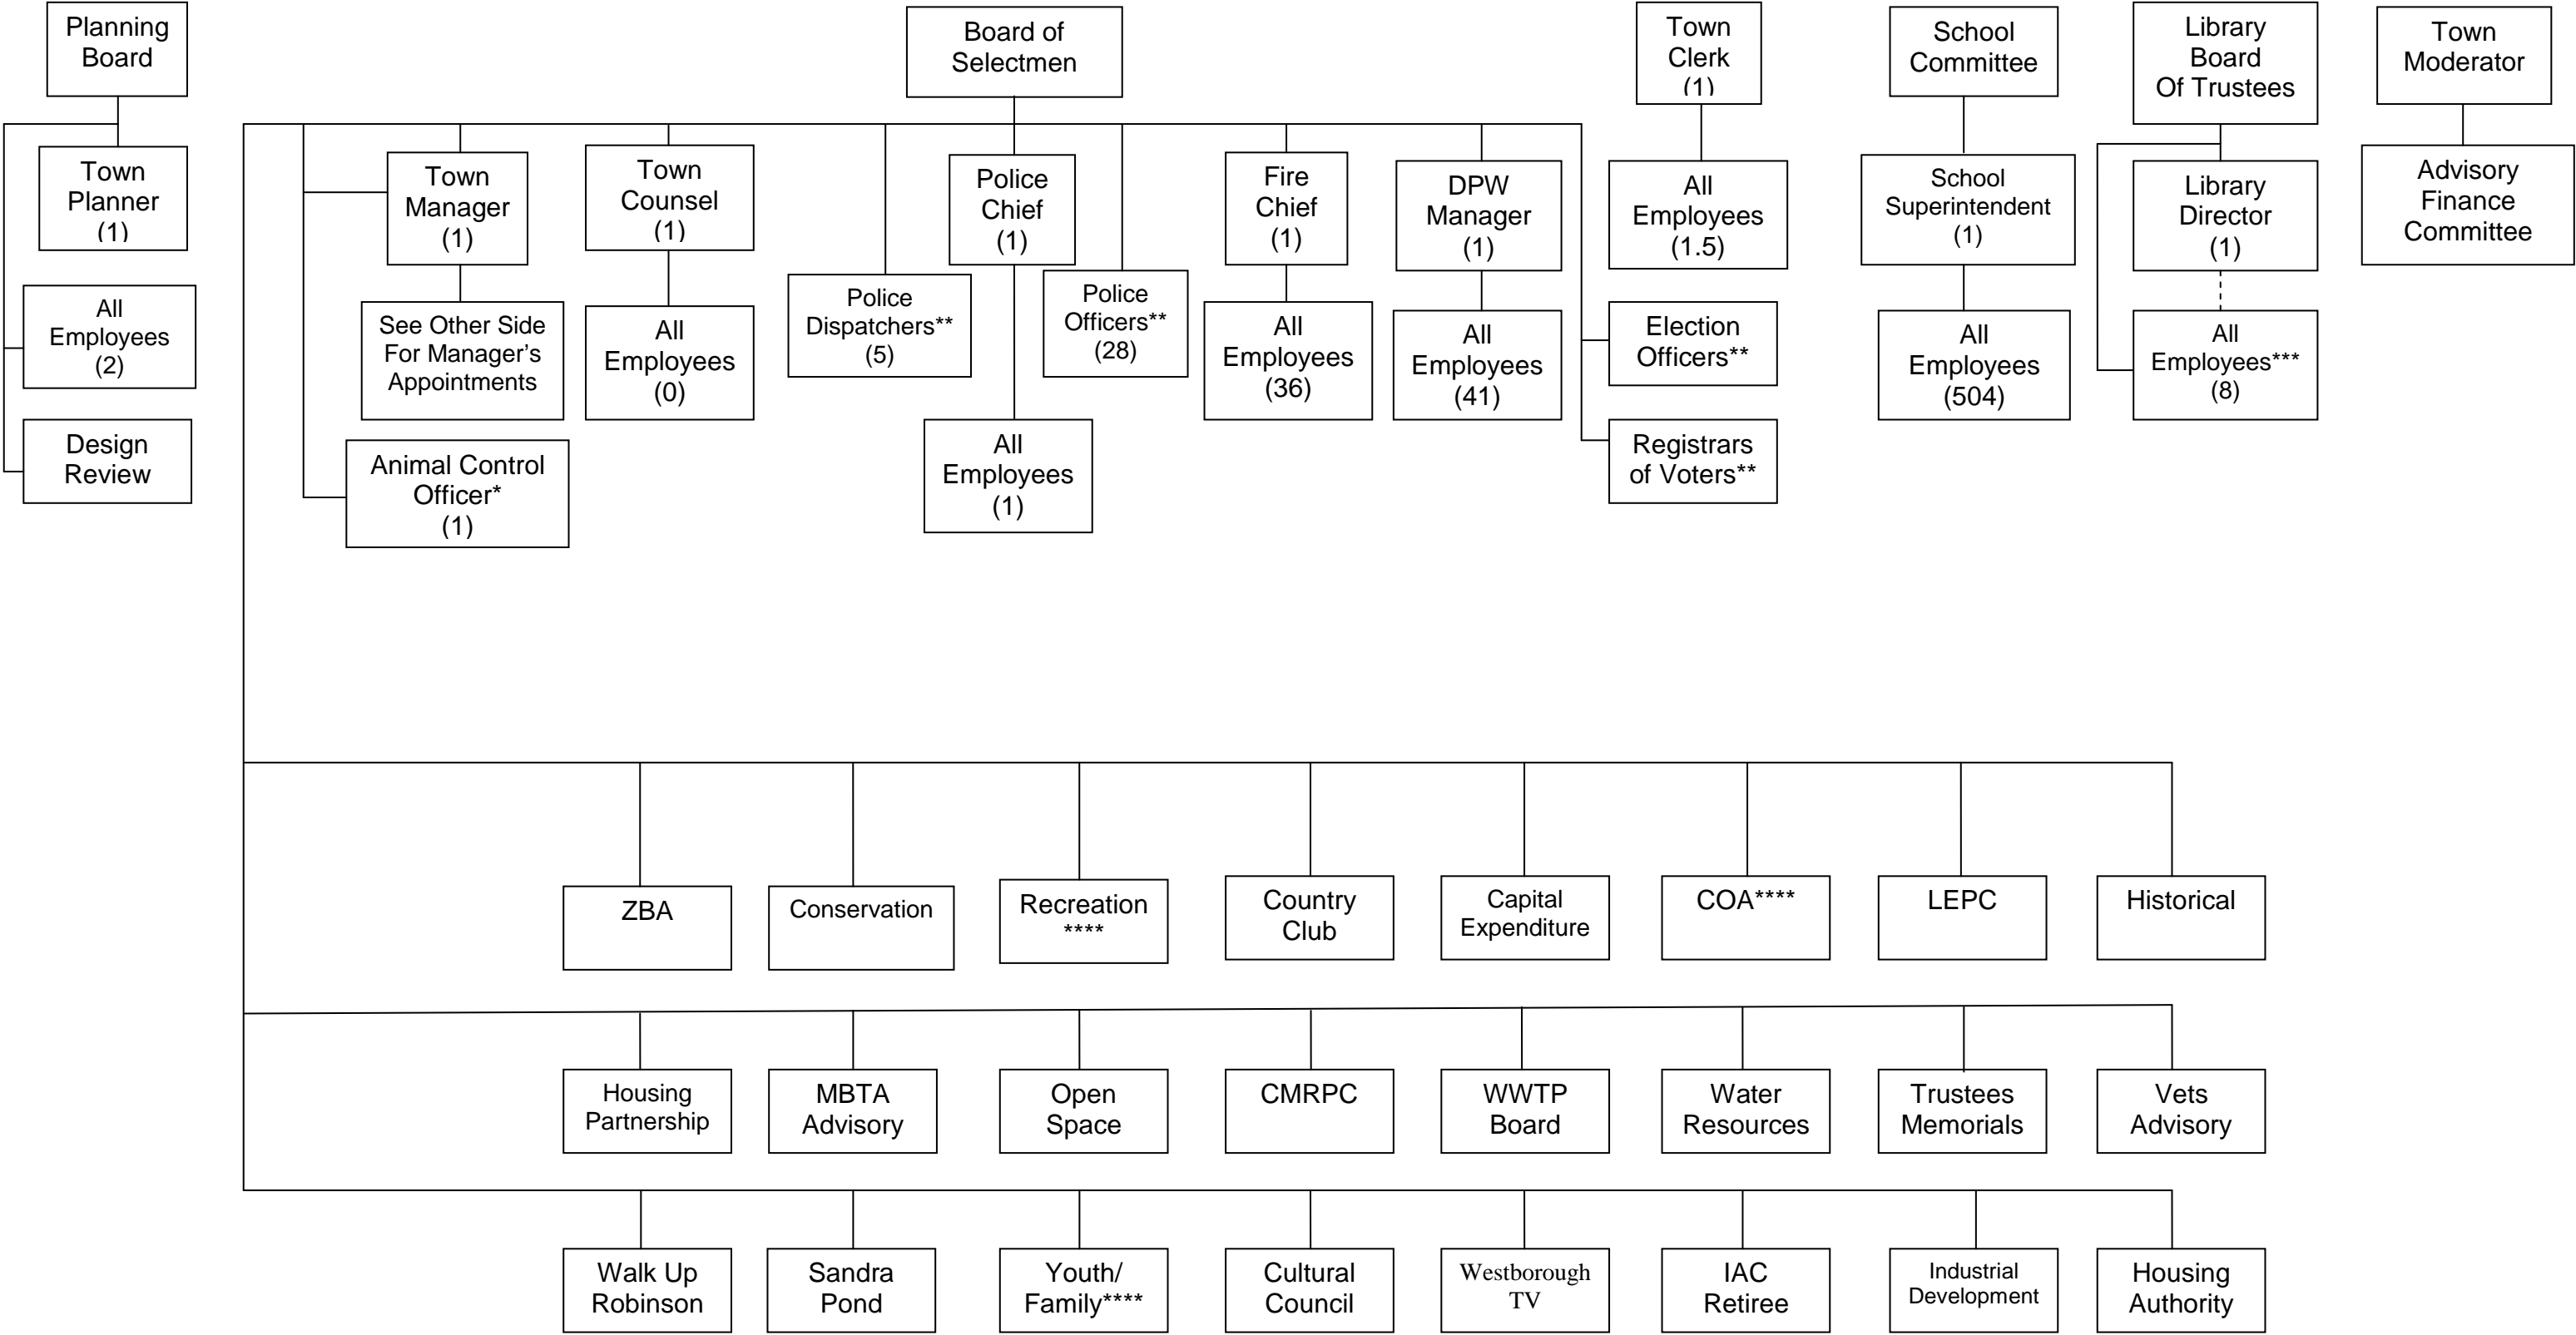 Planning
Board
Board of
Selectmen
Town
Clerk
(1)
School
Committee
Library
Board
Of Trustees
Town
Moderator
Town
Planner
(1)
Town
Manager
(1)
Town
Counsel
(1)
Police
Chief
(1)
Fire
Chief
(1)
DPW
Manager
(1)
All
Employees
(1.5)
School
Superintendent
(1)
Library
Director
(1)
Advisory
Finance
Committee
All
Employees
(2)
See Other Side
For Manager’s
Appointments
All
Employees
(0)
Police
Dispatchers**
(5)
Police
Officers**
(28)
All
Employees
(36)
All
Employees
(41)
Election
Officers**
All
Employees
(504)
All
Employees***
(8)
Design
Review
Animal Control
Officer*
(1)
All
Employees
(1)
Registrars
of Voters**
ZBA
Conservation
Recreation
****
Country
Club
Capital
Expenditure
COA****
LEPC
Historical
Housing
Partnership
MBTA
Advisory
Open
Space
CMRPC
WWTP
Board
Water
Resources
Trustees
Memorials
Vets
Advisory
Walk Up
Robinson
Sandra
Pond
Youth/
Family****
Cultural
Council
Westborough
TV
IAC
Retiree
Industrial
Development
Housing
Authority